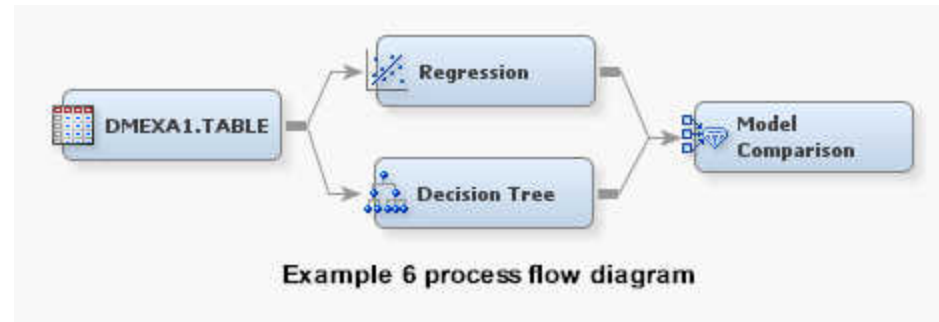 Regression
DMEXA1.TABLE
Model
Comparison
Decision Tree
Example 6 process flow diagram